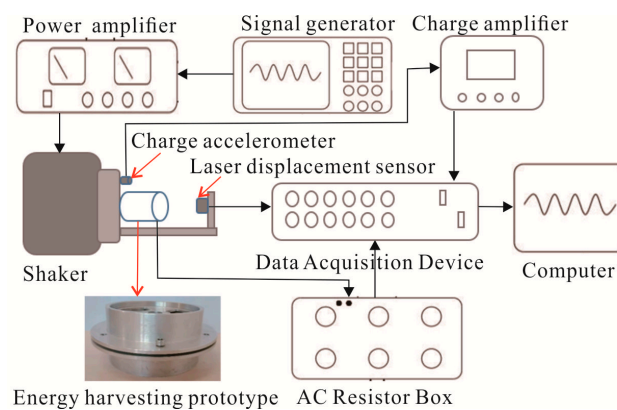 Power amplifier
Signal generator
Charge amplifier
Charge accelerometer
Laser displacement sensor
Shaker
Data Acquisition Device
Computer
Energy harvesting prototype
AC Resistor Box